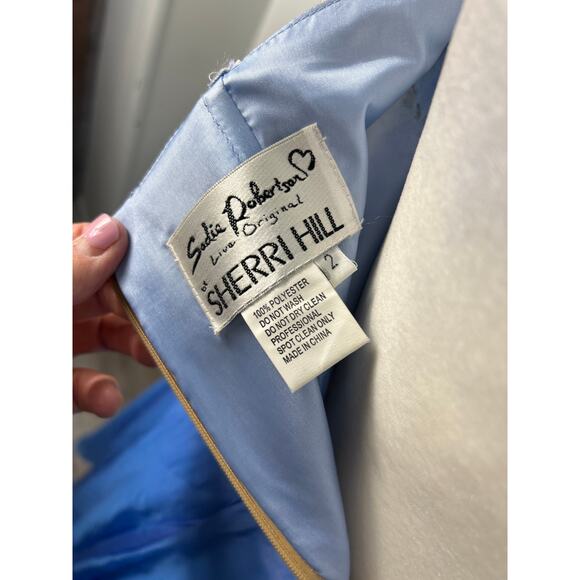 Sadie Robertson
Live Original
at
SHERRI HILL
2
100% POLYESTER
DO NOT WASH
DO NOT DRY CLEAN
PROFESSIONAL
SPOT CLEAN ONLY
MADE IN CHINA